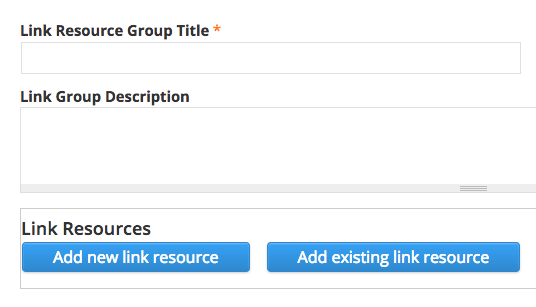 Link Resource Group Title *
Link Group Description
Link Resources
Add new link resource
Add existing link resource